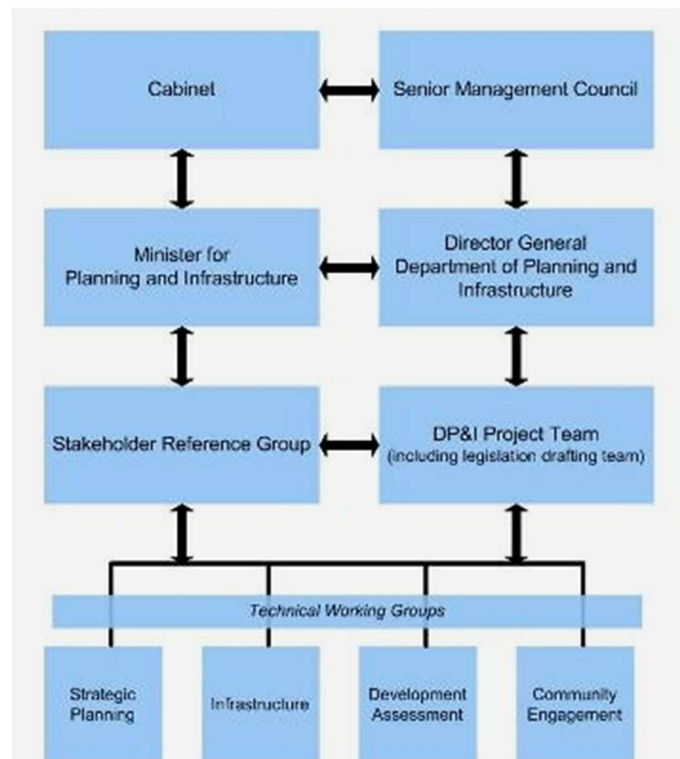 Cabinet
Senior Management Council
Minister for
Planning and Infrastructure
Director General
Department of Planning and
Infrastructure
Stakeholder Reference Group
DP&I Project Team
(including legislation drafting team)
Technical Working Groups
Strategic
Planning
Infrastructure
Development
Assessment
Community
Engagement